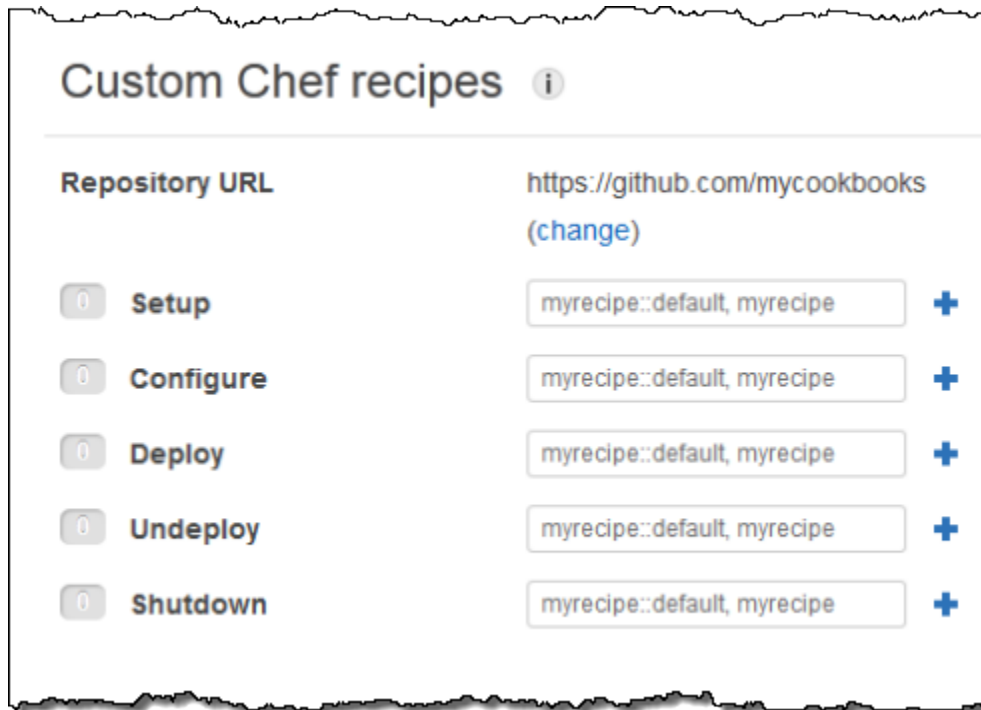 Custom Chef recipes i
Repository URL https://github.com/mycookbooks
(change)
0 Setup myrecipe::default, myrecipe +
0 Configure myrecipe::default, myrecipe +
0 Deploy myrecipe::default, myrecipe +
0 Undeploy myrecipe::default, myrecipe +
0 Shutdown myrecipe::default, myrecipe +